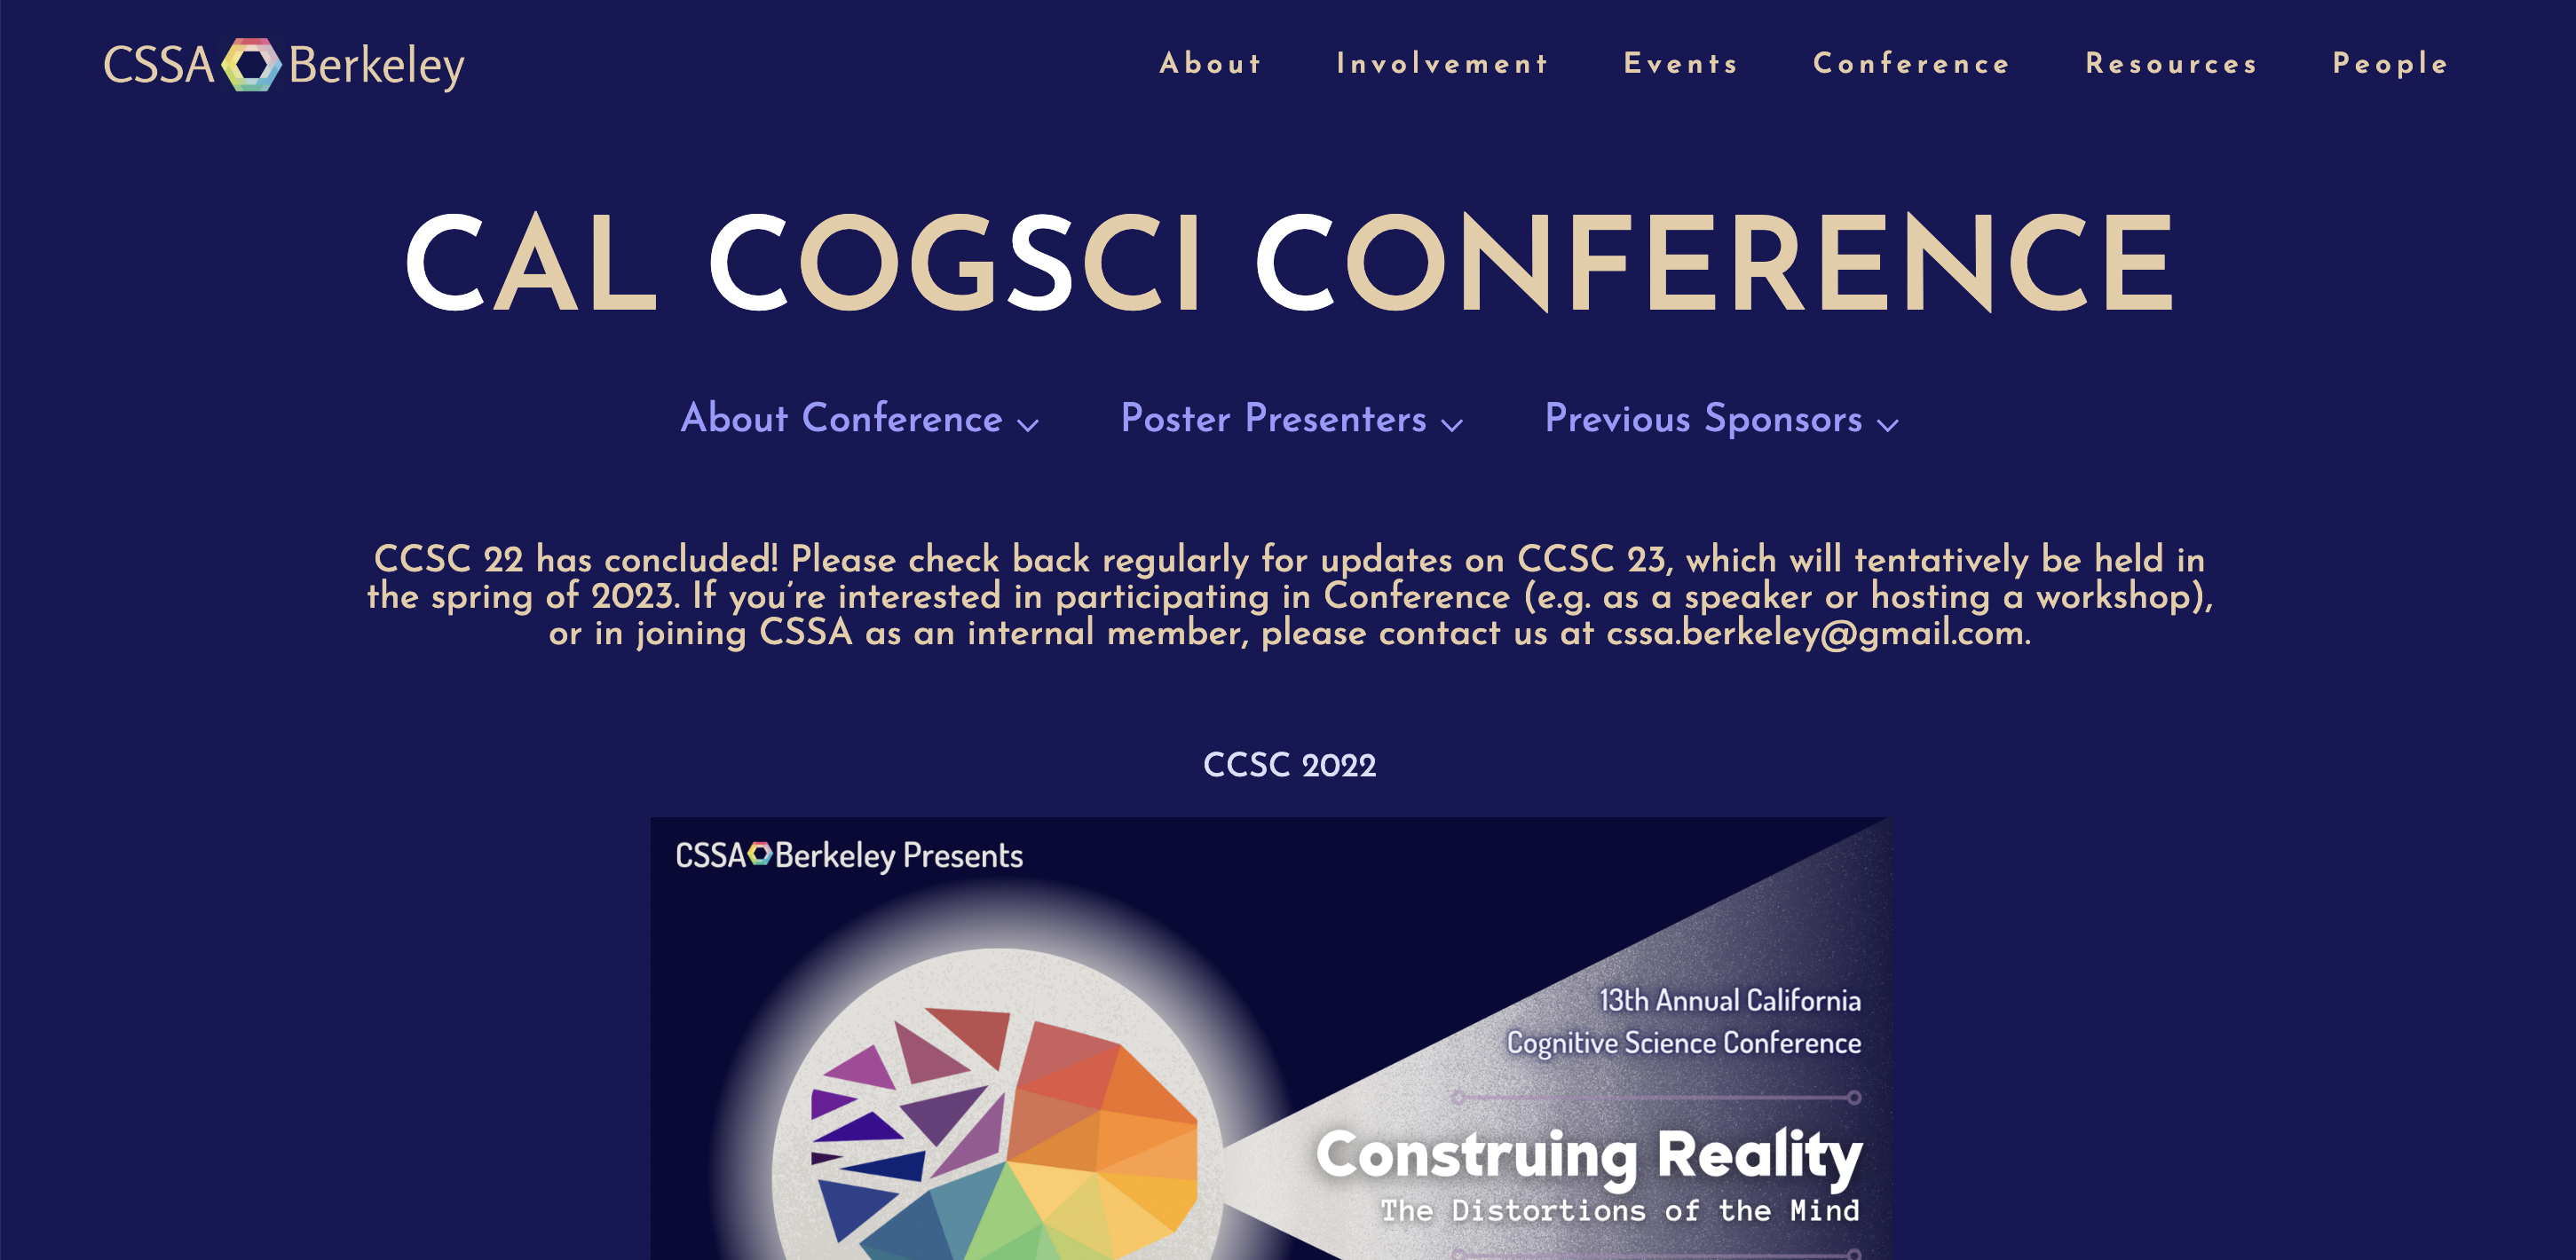 CSSA Berkeley
About Involvement Events Conference Resources People
CAL COGSCI CONFERENCE
About Conference Poster Presenters Previous Sponsors
CCSC 22 has concluded! Please check back regularly for updates on CCSC 23, which will tentatively be held in
the spring of 2023. If you’re interested in participating in Conference (e.g. as a speaker or hosting a workshop),
or in joining CSSA as an internal member, please contact us at cssa.berkeley@gmail.com.
CCSC 2022
CSSA Berkeley Presents
13th Annual California
Cognitive Science Conference
Construing Reality
The Distortions of the Mind